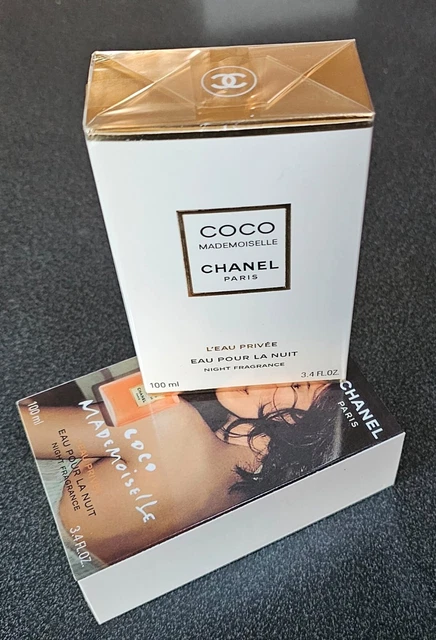 COCO
MADEMOISELLE
CHANEL
PARIS
L'EAU PRIVÉE
EAU POUR LA NUIT
NIGHT FRAGRANCE
100 ml
3.4 FL.OZ.
CHANEL
PARIS
COCO
MADEMOISELLE
100 ml
EAU POUR LA NUIT
NIGHT FRAGRANCE
3.4 FL.OZ.